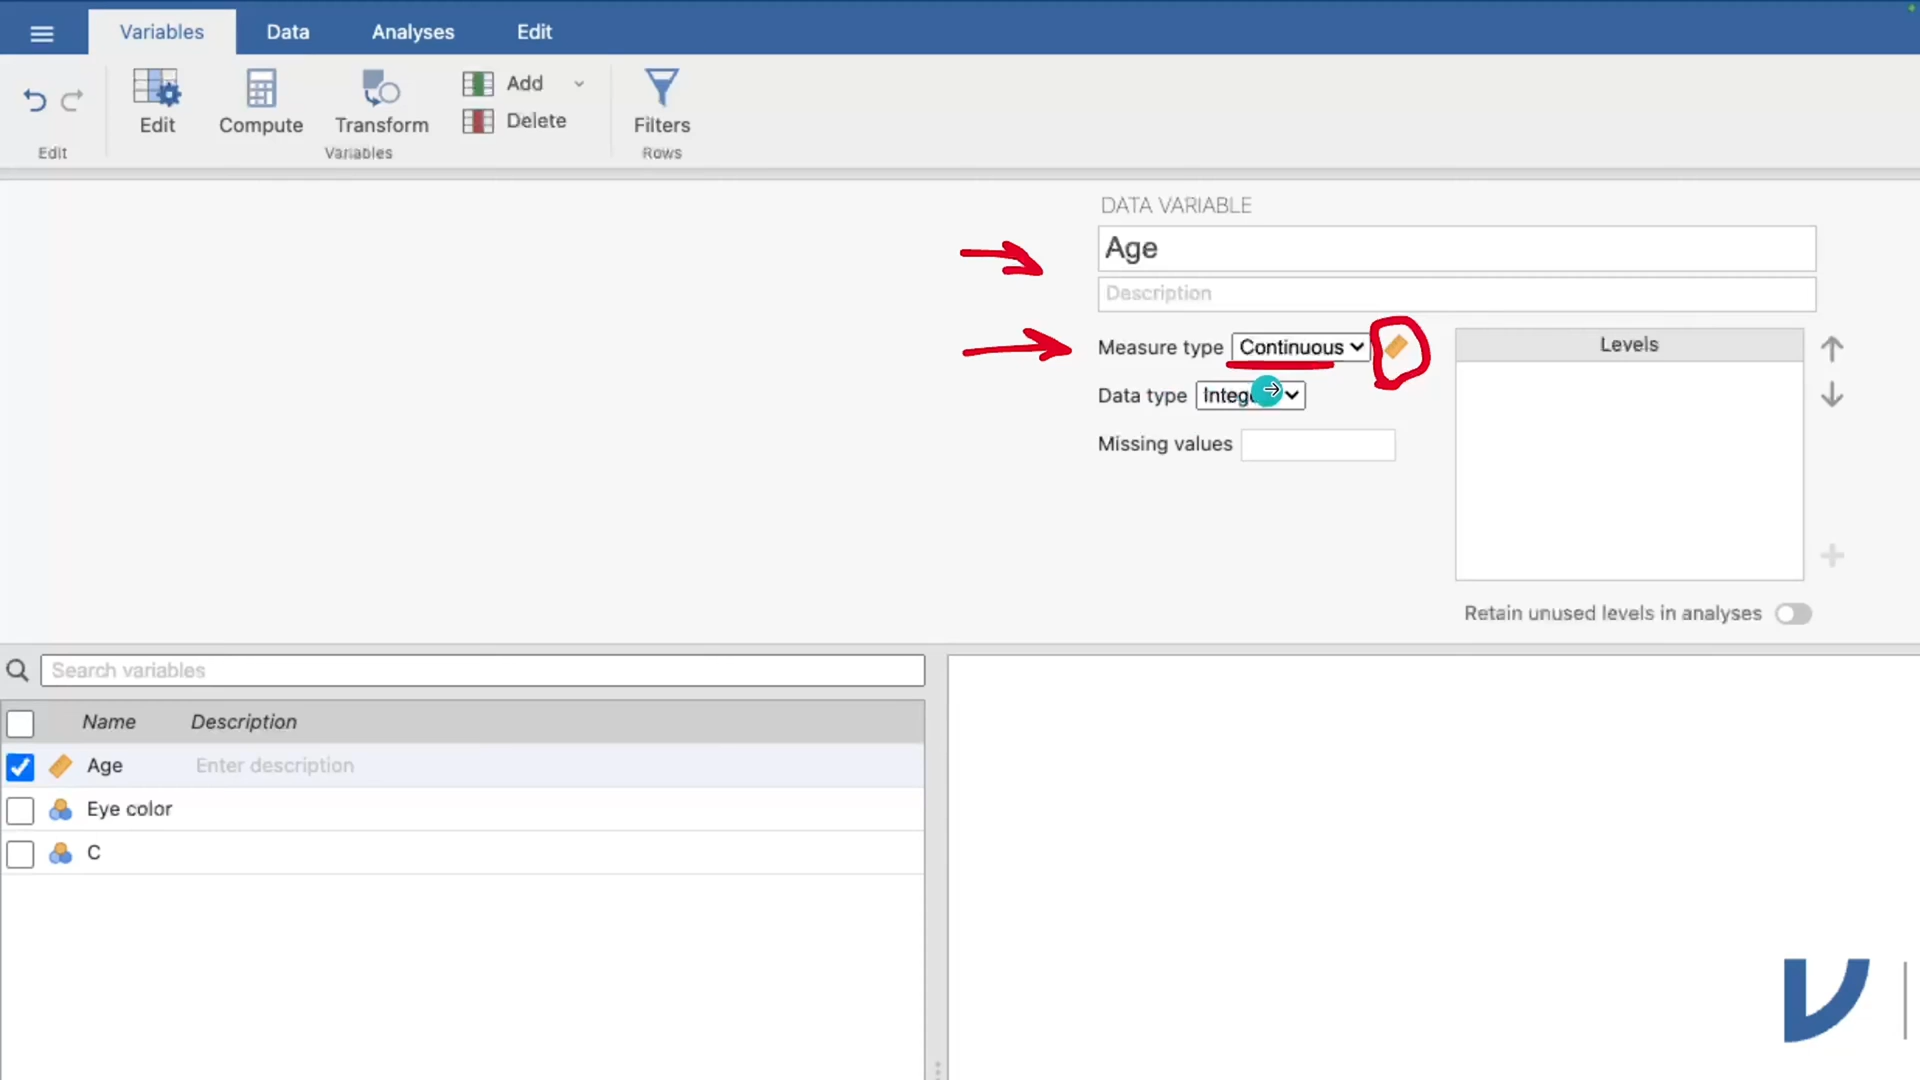 Variables Data Analyses Edit
Edit Compute Transform Add Delete Filters
Edit Variables Rows
DATA VARIABLE
Age
Description
Measure type Continuous
Levels
Data type
Missing values
Retain unused levels in analyses
Search variables
Name Description
Age Enter description
Eye color
C